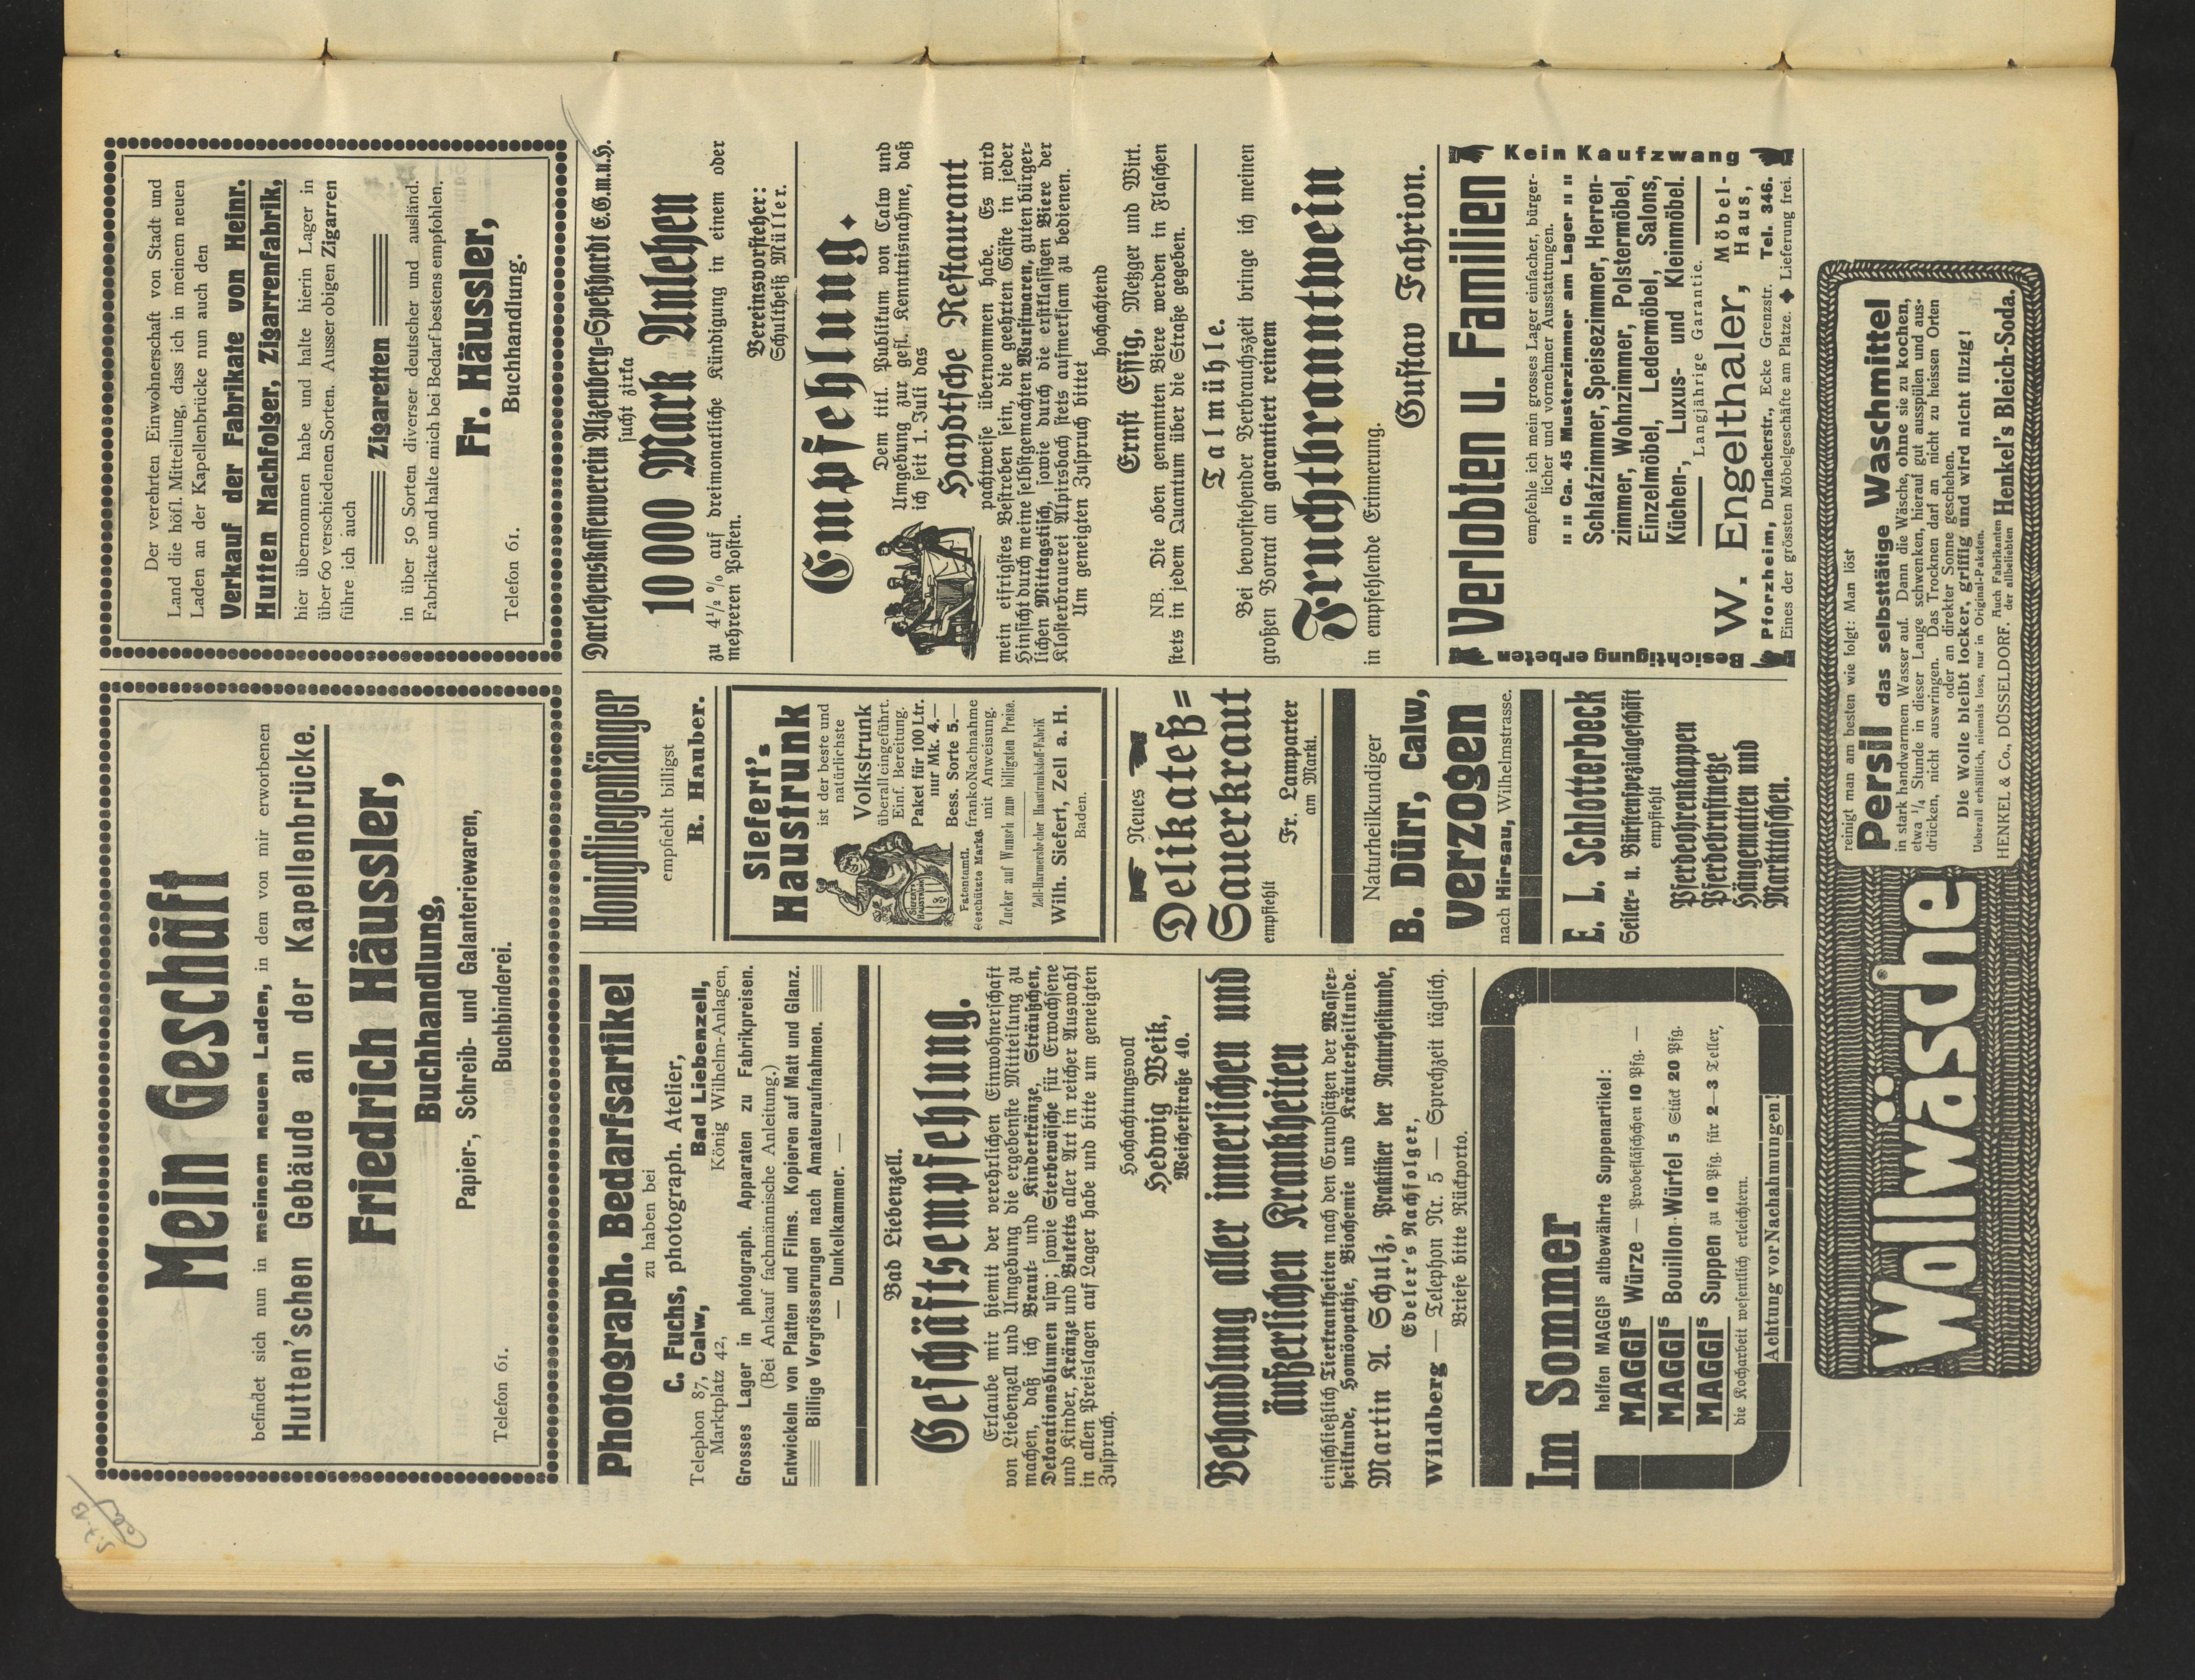 Mein Geschäft
befindet sich nun in meinem neuen Laden, in dem von mir erworbenen
Hutten'schen Gebäude an der Kapellenbrücke.
Friedrich Häussler,
Buchhandlung,
Papier-, Schreib- und Galanteriewaren,
Telefon 61. Buchbinderei.
Der verehrten Einwohnerschaft von Stadt und
Land die höfl. Mitteilung, dass ich in meinem neuen
Laden an der Kapellenbrücke nun auch den
Verkauf der Fabrikate von Heinr.
Hutten Nachfolger, Zigarrenfabrik,
hier übernommen habe und halte hierin Lager in
über 60 verschiedenen Sorten. Ausser obigen Zigarren
führe ich auch
Zigaretten
in über 50 Sorten diverser deutscher und ausländ.
Fabrikate und halte mich bei Bedarf bestens empfohlen.
Fr. Häussler,
Telefon 61. Buchhandlung.
Photograph. Bedarfsartikel
zu haben bei
C. Fuchs, photograph. Atelier,
Telephon 87, Calw, Bad Liebenzell,
Marktplatz 42, König Wilhelm-Anlagen,
Grosses Lager in photograph. Apparaten zu Fabrikpreisen.
(Bei Ankauf fachmännische Anleitung.)
Entwickeln von Platten und Films. Kopieren auf Matt und Glanz.
Billige Vergrösserungen nach Amateuraufnahmen.
— Dunkelkammer. —
Bad Liebenzell.
Geschäftsempfehlung.
Erlaube mir hiemit der verehrlichen Einwohnerschaft
von Liebenzell und Umgebung die ergebenste Mitteilung zu
machen, daß ich Braut- und Kinderkränze, Sträußchen,
Dekorationsblumen usw; sowie Sterbewäsche für Erwachsene
und Kinder, Kränze und Buketts aller Art in reicher Auswahl
in allen Preislagen auf Lager habe und bitte um geneigten
Zuspruch.
Hochachtungsvoll
Hedwig Weik,
Weicherstraße 40.
Behandlung aller innerlichen und
äußerlichen Krankheiten
einschließlich Tierkrankheiten nach den Grundsätzen der Wasser-
heilkunde, Homöopathie, Biochemie und Kräuterheilkunde.
Martin A. Schulz, Praktiker der Naturheilkunde,
Edeler's Nachfolger,
Wildberg — Telephon Nr. 5 — Sprechzeit täglich.
Briefe bitte Rückporto.
Im Sommer
helfen MAGGIs altbewährte Suppenartikel:
MAGGIs Würze — Probefläschchen 10 Pfg. —
MAGGIs Bouillon-Würfel 5 Stück 20 Pfg.
MAGGIs Suppen zu 10 Pfg. für 2—3 Teller,
die Kocharbeit wesentlich erleichtern.
Achtung vor Nachahmungen!
Honigfliegenfänger
empfiehlt billigst
R. Hauber.
Siefert's
Haustrunk
ist der beste und
natürlichste
Volkstrunk
überall eingeführt.
Einf. Bereitung.
Paket für 100 Ltr.
nur Mk. 4.—
Bess. Sorte 5.—
franko Nachnahme
mit Anweisung.
SIEFERTS
HAUSTRUNK
Patentamtl.
Geschützte Marke
Zucker auf Wunsch zum billigsten Preise.
Zell-Harmersbacher Haustrunkstoff-Fabrik
Wilh. Siefert, Zell a. H.
Baden.
Neues
Delikateß-
Sauerkraut
empfiehlt Fr. Lamparter
am Markt.
Naturheilkundiger
B. Dürr, Calw,
verzogen
nach Hirsau, Wilhelmstrasse.
E. L. Schlotterbeck
Seiler- u. Bürstenspezialgeschäft
empfiehlt
Pferdeohrenkappen
Pferdebruststücke
Hängematten und
Markttaschen.
Darlehenskassenverein Alzenberg-Speßhardt E.G.m.u.H.
sucht zirka
10 000 Mark Anlehen
zu 4 1/2 % auf dreimonatliche Kündigung in einem oder
mehreren Posten.
Vereinsvorsteher:
Schultheiß Müller.
Empfehlung.
Dem titl. Publikum von Calw und
Umgebung zur gefl. Kenntnisnahme, daß
ich seit 1. Juli das
Handtsche Restaurant
pachtweise übernommen habe. Es wird
mein eifrigstes Bestreben sein, die geehrten Gäste in jeder
Hinsicht durch meine selbstgemachten Wurstwaren, guten bürger-
lichen Mittagstisch, sowie durch die erstklassigen Biere der
Klosterbrauerei Alpirsbach stets aufmerksam zu bedienen.
Um geneigten Zuspruch bittet
hochachtend
Ernst Essig, Metzger und Wirt.
NB. Die oben genannten Biere werden in Flaschen
stets in jedem Quantum über die Straße gegeben.
Talmühle.
Bei bevorstehender Verbrauchszeit bringe ich meinen
großen Vorrat an garantiert reinem
Fruchtbranntwein
in empfehlende Erinnerung.
Gustav Fahrion.
Besichtigung erbeten
Kein Kaufzwang
Verlobten u. Familien
empfehle ich mein grosses Lager einfacher, bürger-
licher und vornehmer Ausstattungen.
Ca. 45 Musterzimmer am Lager
Schlafzimmer, Speisezimmer, Herren-
zimmer, Wohnzimmer, Polstermöbel,
Einzelmöbel, Ledermöbel, Salons,
Küchen-, Luxus- und Kleinmöbel.
Langjährige Garantie.
W. Engelthaler, Möbel-Haus,
Pforzheim, Durlacherstr., Ecke Grenzstr. Tel. 346.
Eines der grössten Möbelgeschäfte am Platze. Lieferung frei.
Wollwäsche
reinigt man am besten wie folgt: Man löst
Persil das selbsttätige Waschmittel
in stark handwarmem Wasser auf. Dann die Wäsche, ohne sie zu kochen,
etwa 1/4 Stunde in dieser Lauge schwenken, hierauf gut ausspülen und aus-
drücken, nicht auswringen. Das Trocknen darf an nicht zu heissen Orten
oder an direkter Sonne geschehen.
Die Wolle bleibt locker, griffig und wird nicht filzig!
Ueberall erhältlich, niemals lose, nur in Original-Paketen.
HENKEL & Co., DÜSSELDORF. Auch Fabrikanten der allbeliebten Henkel's Bleich-Soda.